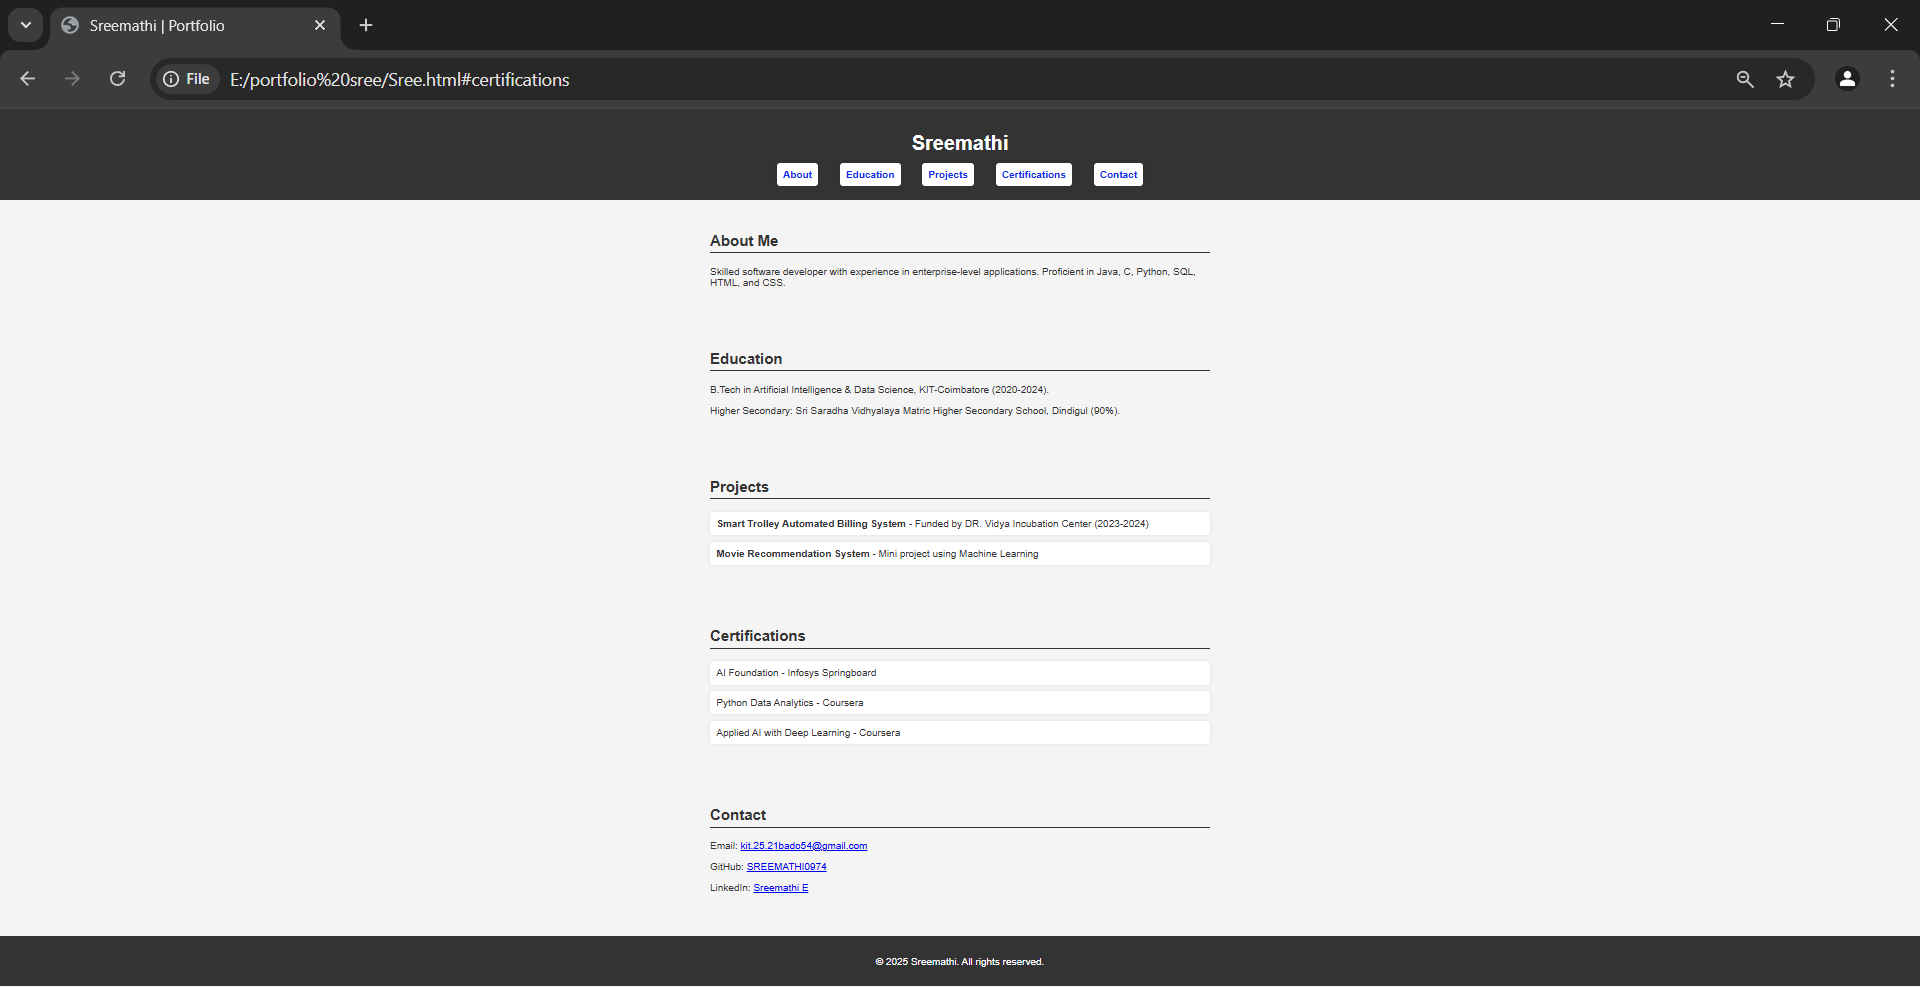 Sreemathi | Portfolio
File
E:/portfolio%20sree/Sree.html#certifications
Sreemathi
About Education Projects Certifications Contact
About Me
Skilled software developer with experience in enterprise-level applications. Proficient in Java, C, Python, SQL,
HTML, and CSS.
Education
B.Tech in Artificial Intelligence & Data Science, KIT-Coimbatore (2020-2024).
Higher Secondary: Sri Saradha Vidhyalaya Matric Higher Secondary School, Dindigul (90%).
Projects
Smart Trolley Automated Billing System - Funded by DR. Vidya Incubation Center (2023-2024)
Movie Recommendation System - Mini project using Machine Learning
Certifications
AI Foundation - Infosys Springboard
Python Data Analytics - Coursera
Applied AI with Deep Learning - Coursera
Contact
Email: kit.25.21bado54@gmail.com
GitHub: SREEMATHI0974
LinkedIn: Sreemathi E
© 2025 Sreemathi. All rights reserved.